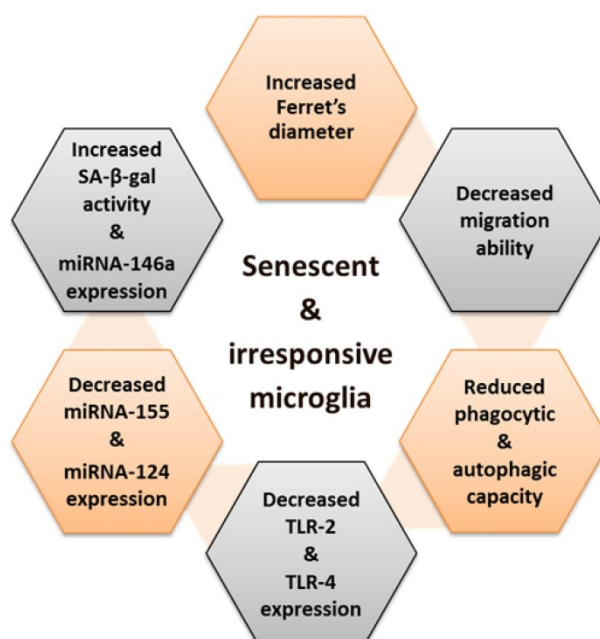 Increased
Ferret's
diameter
Decreased
migration
ability
Reduced
phagocytic
&
autophagic
capacity
Decreased
TLR-2
&
TLR-4
expression
Decreased
miRNA-155
&
miRNA-124
expression
Increased
SA-β-gal
activity
&
miRNA-146a
expression
Senescent
&
irresponsive
microglia